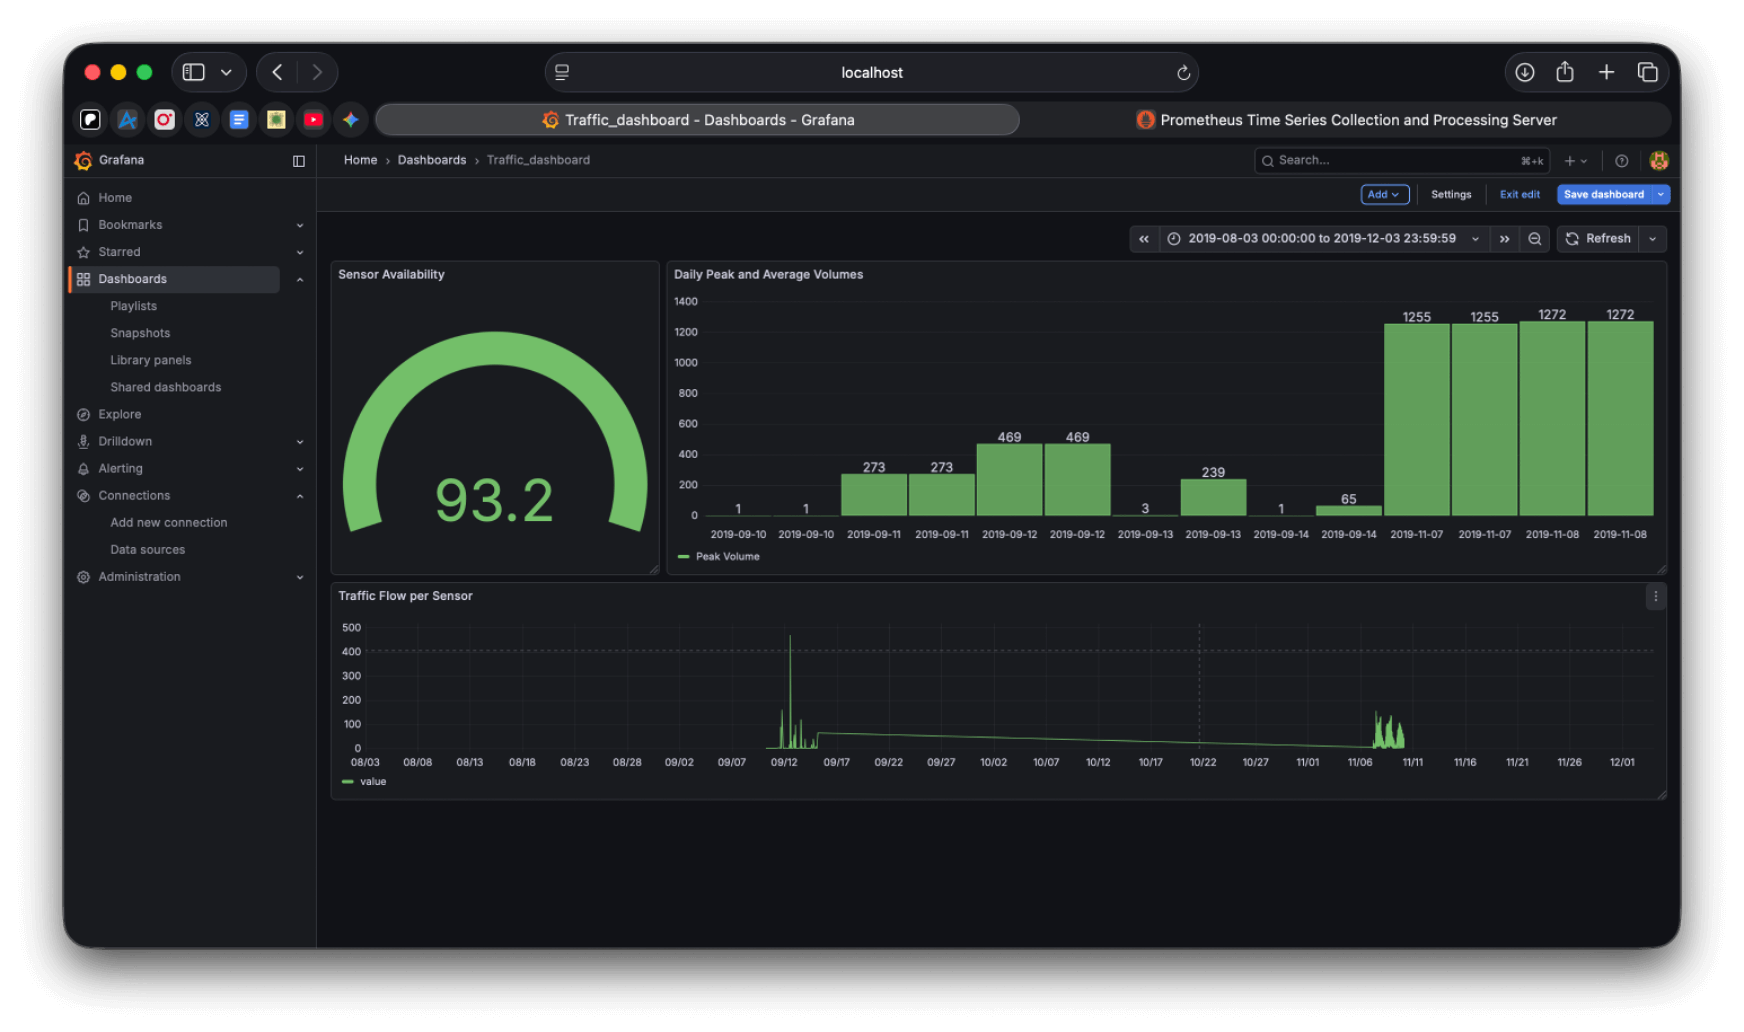 localhost
Traffic_dashboard - Dashboards - Grafana
Prometheus Time Series Collection and Processing Server
Grafana
Home › Dashboards › Traffic_dashboard
Search...
⌘+k
Add
Settings
Exit edit
Save dashboard
Home
Bookmarks
Starred
Dashboards
Playlists
Snapshots
Library panels
Shared dashboards
Explore
Drilldown
Alerting
Connections
Add new connection
Data sources
Administration
2019-08-03 00:00:00 to 2019-12-03 23:59:59
Refresh
Sensor Availability
93.2
Daily Peak and Average Volumes
1400
1200
1000
800
600
400
200
0
1 1 273 273 469 469 3 239 1 65 1255 1255 1272 1272
2019-09-10 2019-09-10 2019-09-11 2019-09-11 2019-09-12 2019-09-12 2019-09-13 2019-09-13 2019-09-14 2019-09-14 2019-11-07 2019-11-07 2019-11-08 2019-11-08
Peak Volume
Traffic Flow per Sensor
500
400
300
200
100
0
08/03 08/08 08/13 08/18 08/23 08/28 09/02 09/07 09/12 09/17 09/22 09/27 10/02 10/07 10/12 10/17 10/22 10/27 11/01 11/06 11/11 11/16 11/21 11/26 12/01
value